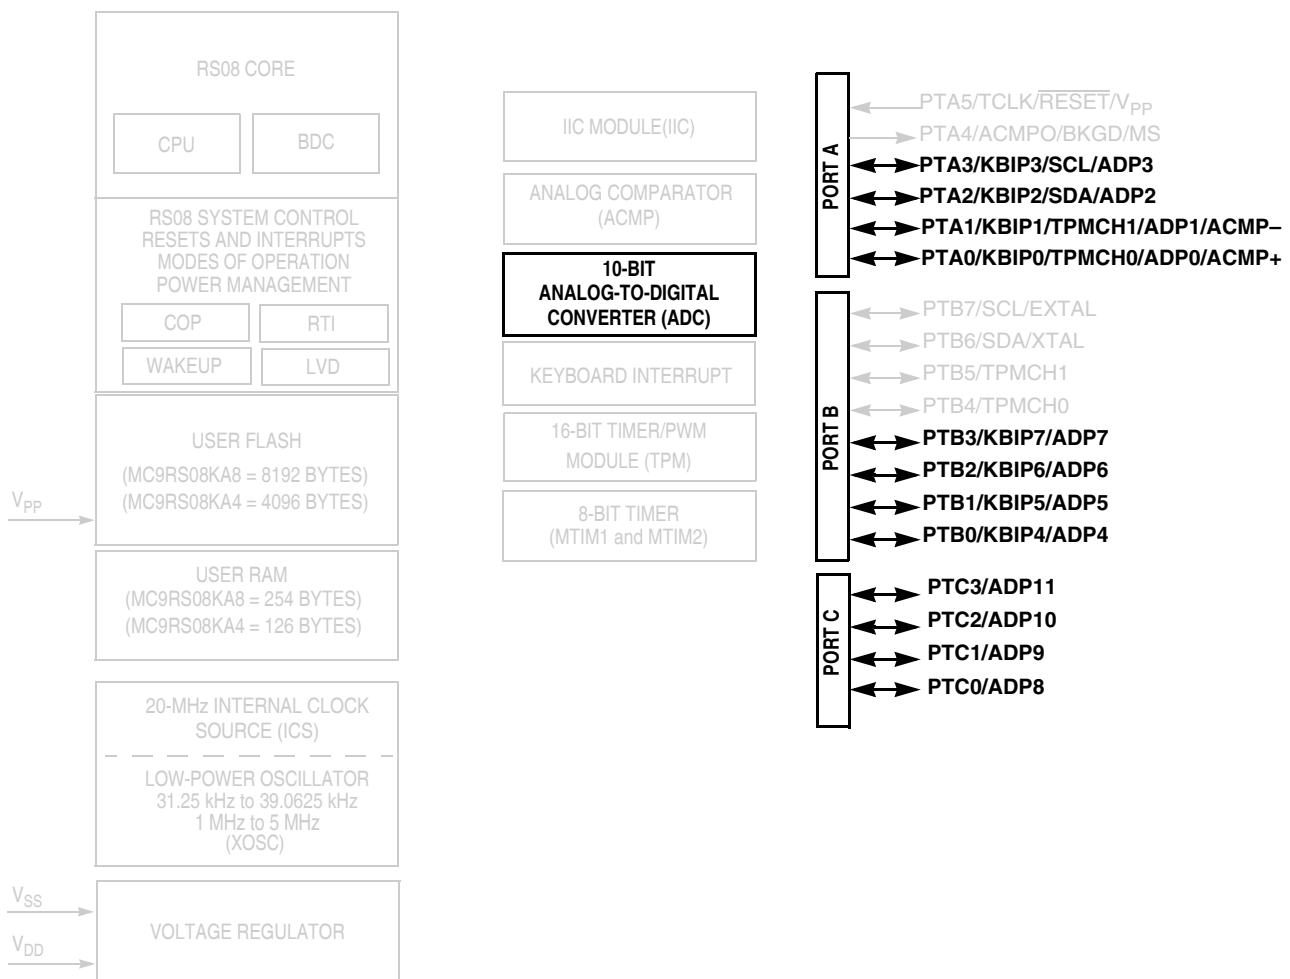 RS08 CORE
CPU
BDC
RS08 SYSTEM CONTROL
RESETS AND INTERRUPTS
MODES OF OPERATION
POWER MANAGEMENT
COP
RTI
WAKEUP
LVD
USER FLASH
(MC9RS08KA8 = 8192 BYTES)
(MC9RS08KA4 = 4096 BYTES)
VPP
USER RAM
(MC9RS08KA8 = 254 BYTES)
(MC9RS08KA4 = 126 BYTES)
20-MHz INTERNAL CLOCK
SOURCE (ICS)
LOW-POWER OSCILLATOR
31.25 kHz to 39.0625 kHz
1 MHz to 5 MHz
(XOSC)
VSS
VDD
VOLTAGE REGULATOR
IIC MODULE(IIC)
ANALOG COMPARATOR
(ACMP)
10-BIT
ANALOG-TO-DIGITAL
CONVERTER (ADC)
KEYBOARD INTERRUPT
16-BIT TIMER/PWM
MODULE (TPM)
8-BIT TIMER
(MTIM1 and MTIM2)
PORT A
PTA5/TCLK/RESET/VPP
PTA4/ACMPO/BKGD/MS
PTA3/KBIP3/SCL/ADP3
PTA2/KBIP2/SDA/ADP2
PTA1/KBIP1/TPMCH1/ADP1/ACMP–
PTA0/KBIP0/TPMCH0/ADP0/ACMP+
PORT B
PTB7/SCL/EXTAL
PTB6/SDA/XTAL
PTB5/TPMCH1
PTB4/TPMCH0
PTB3/KBIP7/ADP7
PTB2/KBIP6/ADP6
PTB1/KBIP5/ADP5
PTB0/KBIP4/ADP4
PORT C
PTC3/ADP11
PTC2/ADP10
PTC1/ADP9
PTC0/ADP8